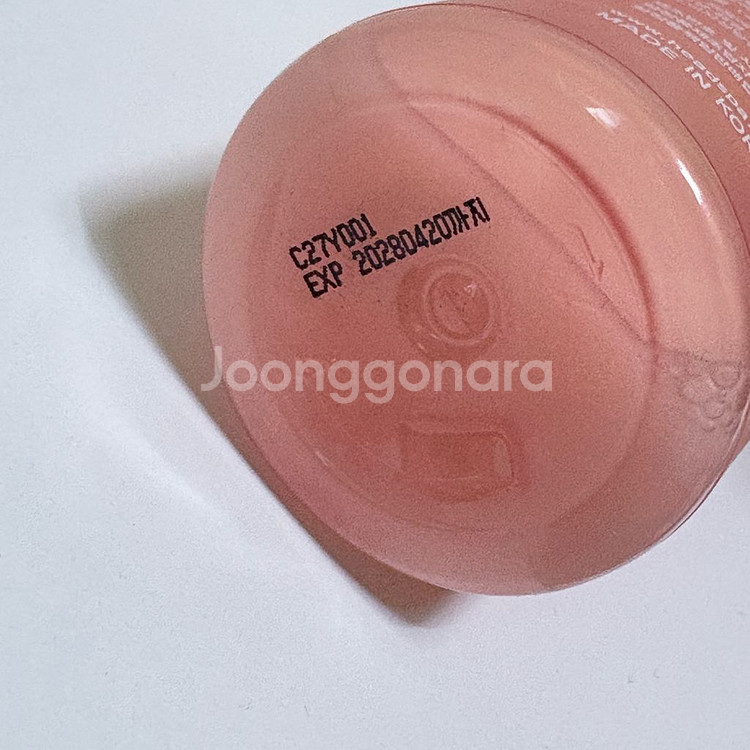 MADE IN KOR
C27Y001
EXP 20280420까지
Joonggonara